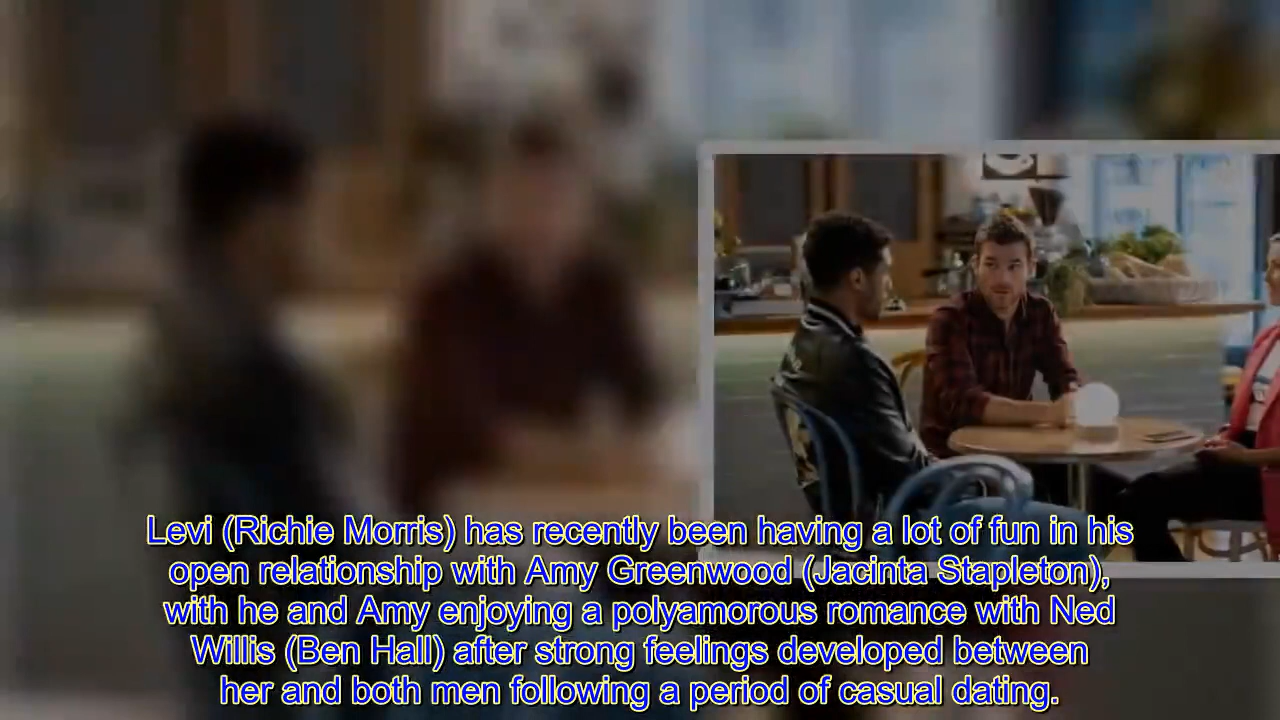 Levi (Richie Morris) has recently been having a lot of fun in his
open relationship with Amy Greenwood (Jacinta Stapleton),
with he and Amy enjoying a polyamorous romance with Ned
Willis (Ben Hall) after strong feelings developed between
her and both men following a period of casual dating.